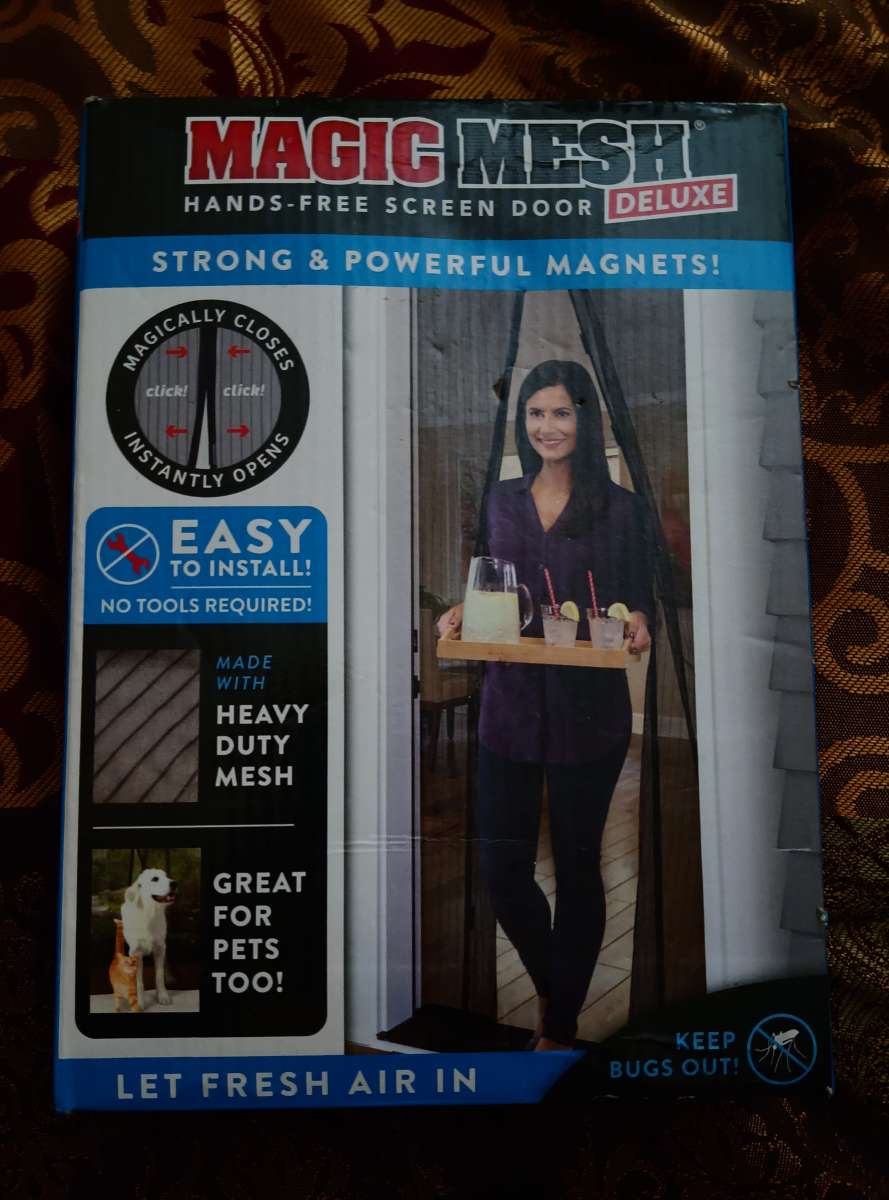 MAGIC MESH®
HANDS-FREE SCREEN DOOR DELUXE
STRONG & POWERFUL MAGNETS!
MAGICALLY CLOSES
click! click!
INSTANTLY OPENS
EASY
TO INSTALL!
NO TOOLS REQUIRED!
MADE
WITH
HEAVY
DUTY
MESH
GREAT
FOR
PETS
TOO!
KEEP
BUGS OUT!
LET FRESH AIR IN